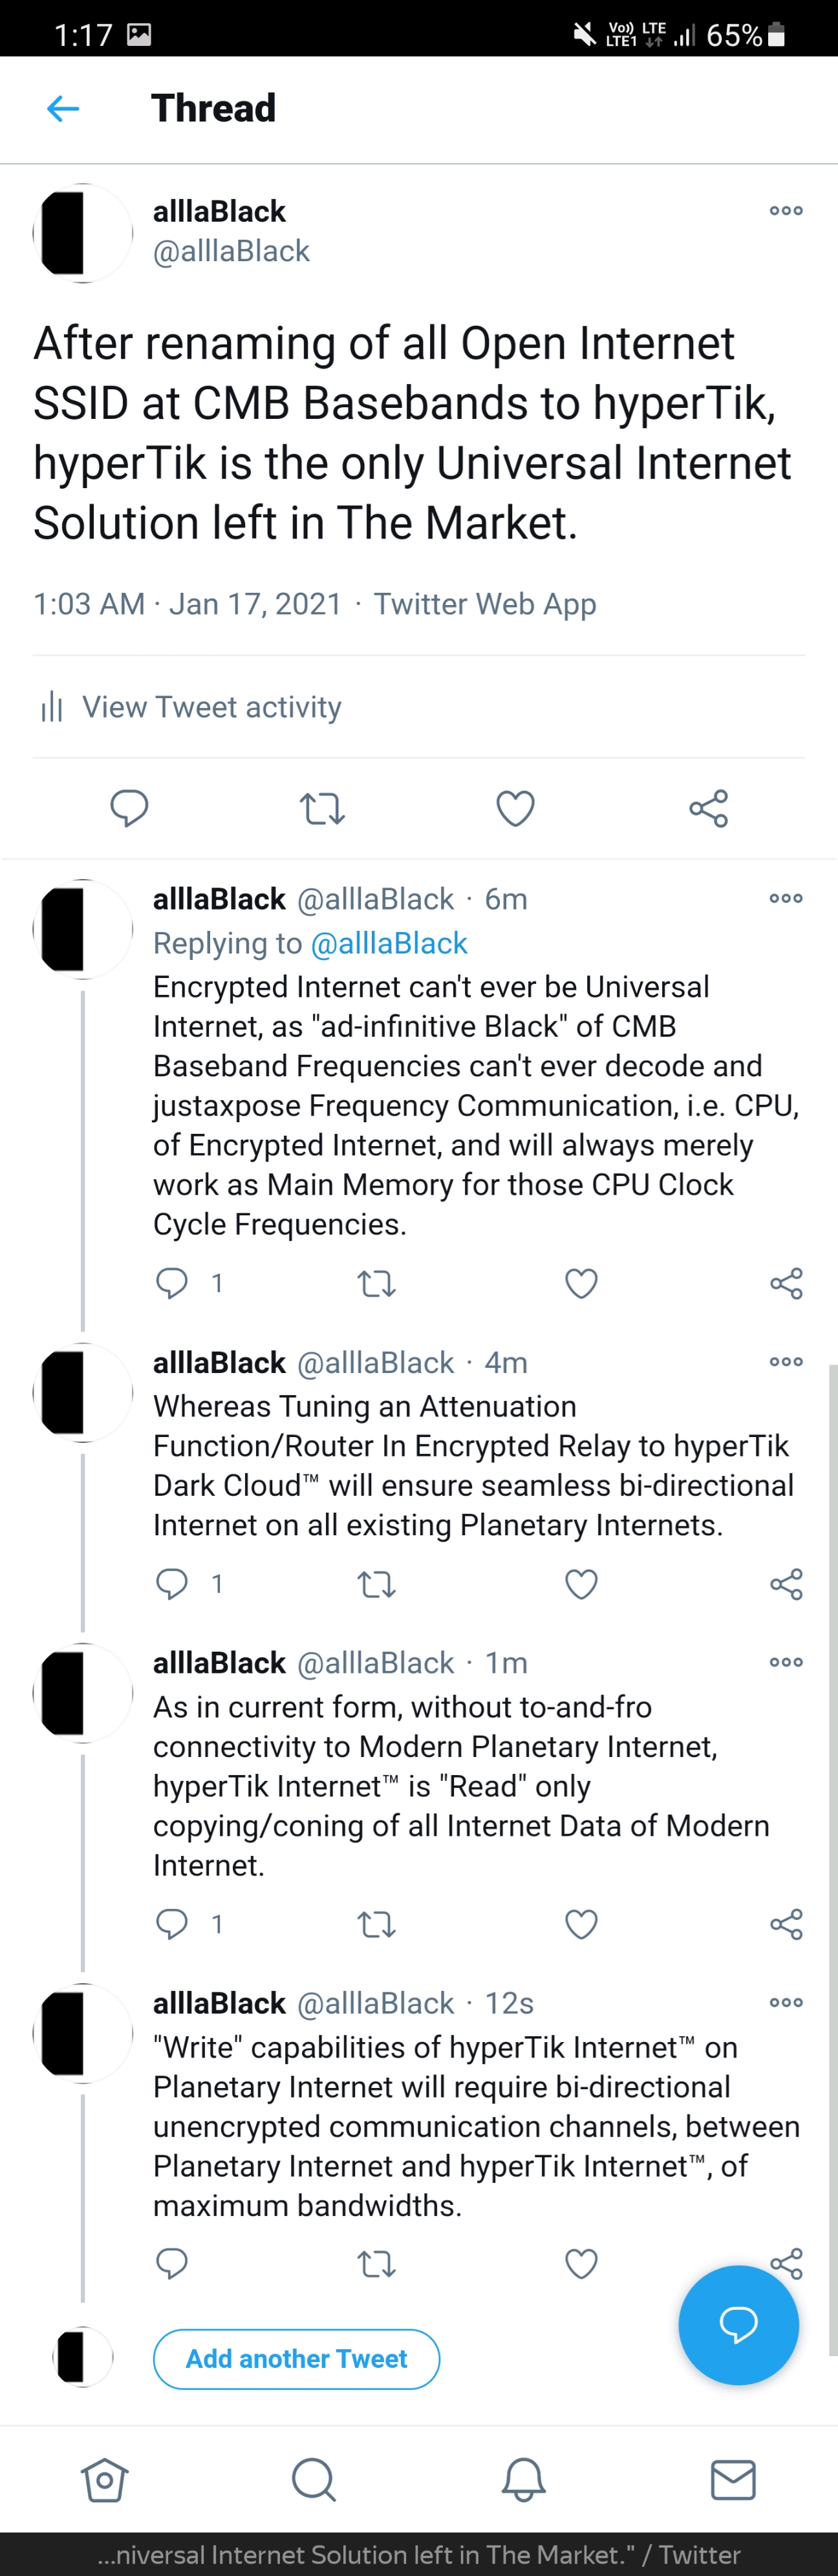 1:17
Vo)) LTE
LTE1
65%
Thread
alllaBlack
@alllaBlack
After renaming of all Open Internet
SSID at CMB Basebands to hyperTik,
hyperTik is the only Universal Internet
Solution left in The Market.
1:03 AM · Jan 17, 2021 · Twitter Web App
View Tweet activity
alllaBlack @alllaBlack · 6m
Replying to @alllaBlack
Encrypted Internet can't ever be Universal
Internet, as "ad-infinitive Black" of CMB
Baseband Frequencies can't ever decode and
justaxpose Frequency Communication, i.e. CPU,
of Encrypted Internet, and will always merely
work as Main Memory for those CPU Clock
Cycle Frequencies.
1
alllaBlack @alllaBlack · 4m
Whereas Tuning an Attenuation
Function/Router In Encrypted Relay to hyperTik
Dark Cloud™ will ensure seamless bi-directional
Internet on all existing Planetary Internets.
1
alllaBlack @alllaBlack · 1m
As in current form, without to-and-fro
connectivity to Modern Planetary Internet,
hyperTik Internet™ is "Read" only
copying/coning of all Internet Data of Modern
Internet.
1
alllaBlack @alllaBlack · 12s
"Write" capabilities of hyperTik Internet™ on
Planetary Internet will require bi-directional
unencrypted communication channels, between
Planetary Internet and hyperTik Internet™, of
maximum bandwidths.
Add another Tweet
...niversal Internet Solution left in The Market." / Twitter